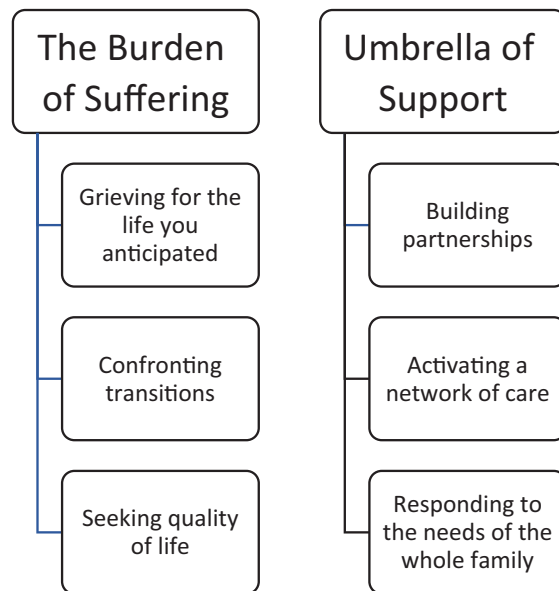 The Burden
of Suffering
Grieving for the
life you
anticipated
Confronting
transitions
Seeking quality
of life
Umbrella of
Support
Building
partnerships
Activating a
network of care
Responding to
the needs of the
whole family